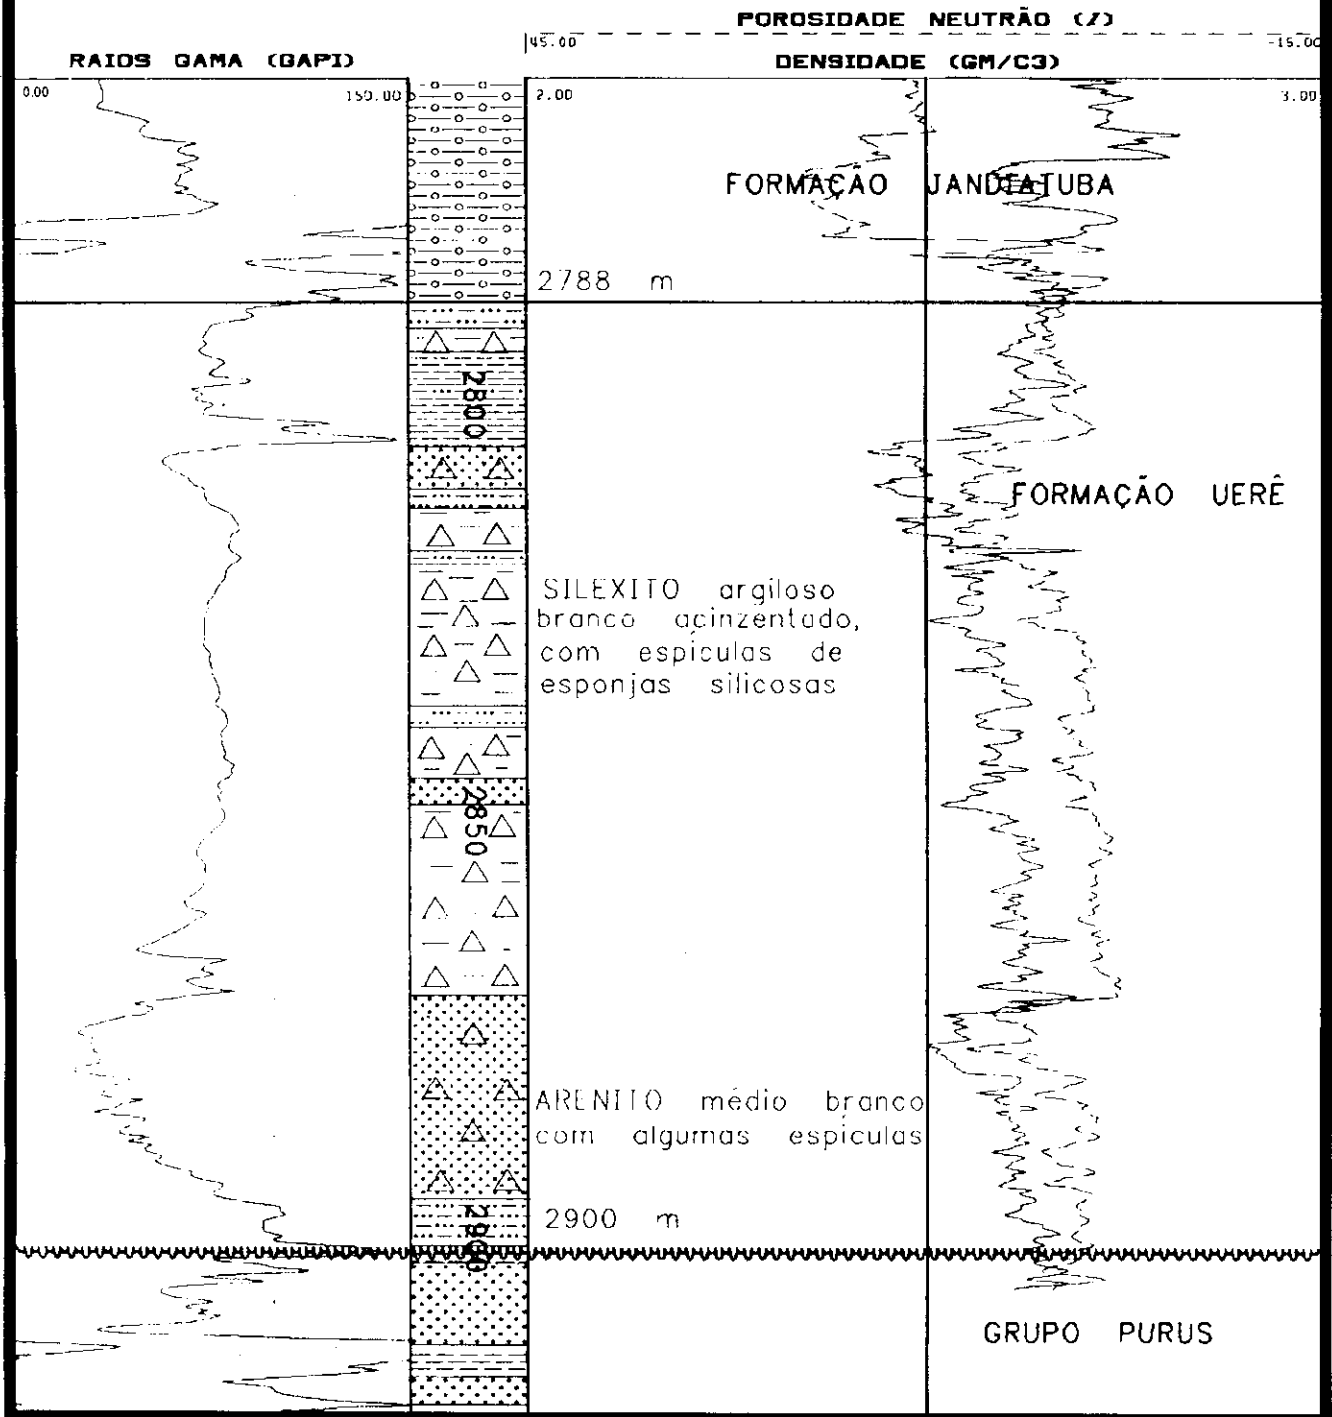 POROSIDADE NEUTRÃO (%)
45.00 -15.00
RAIOS GAMA (GAPI) DENSIDADE (GM/C3)
0.00 150.00 2.00 3.00
FORMAÇÃO JANDIATUBA
2788 m
2800
FORMAÇÃO UERÊ
SILEXITO argiloso
branco acinzentado,
com espículas de
esponjas silicosas
2850
ARENITO médio branco
com algumas espículas
2900 m
2900
GRUPO PURUS